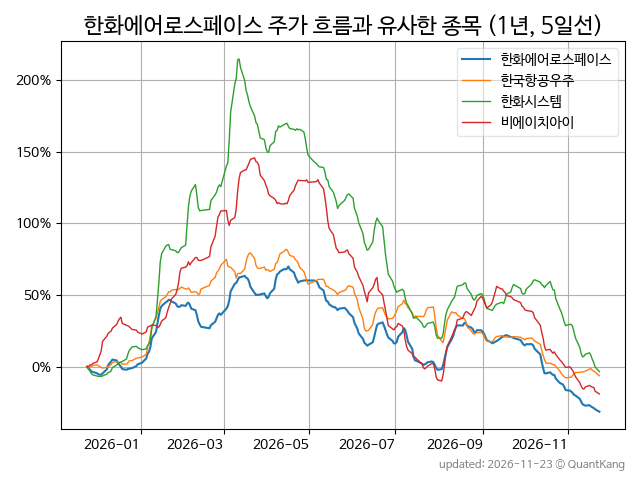 한화에어로스페이스 주가 흐름과 유사한 종목 (1년, 5일선)
한화에어로스페이스
한국항공우주
한화시스템
비에이치아이
200%
150%
100%
50%
0%
2026-01 2026-03 2026-05 2026-07 2026-09 2026-11
updated: 2026-11-23 © QuantKang